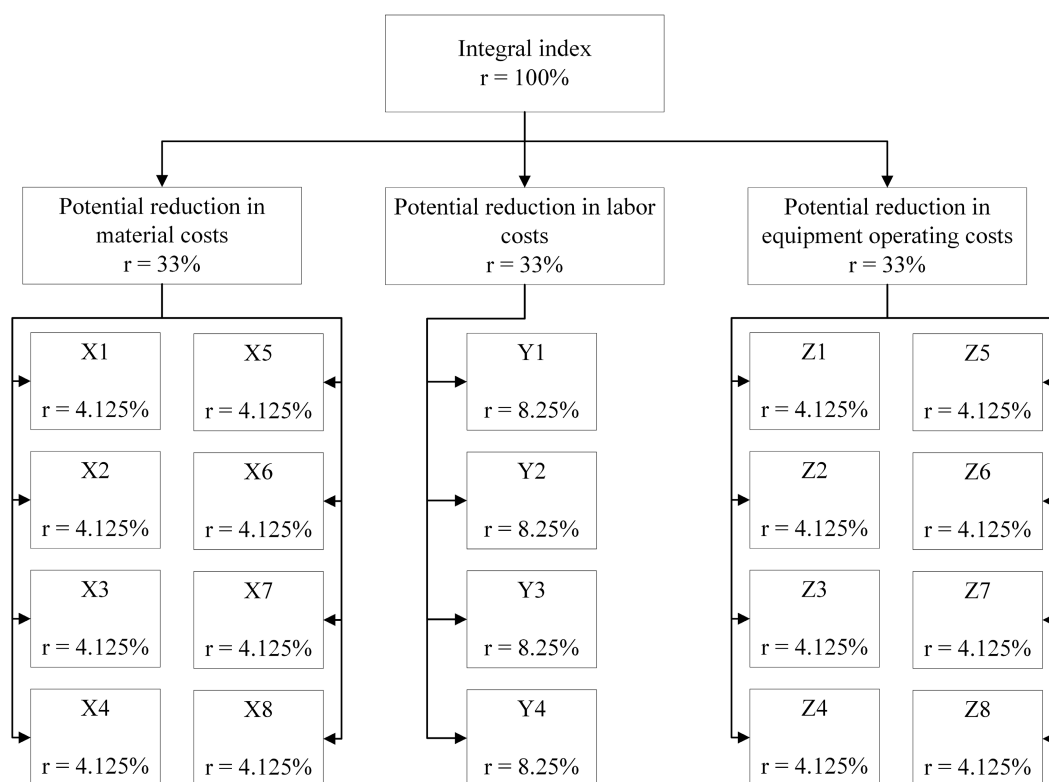 Integral index
r = 100%
Potential reduction in
material costs
r = 33%
Potential reduction in labor
costs
r = 33%
Potential reduction in
equipment operating costs
r = 33%
X1
r = 4.125%
X5
r = 4.125%
Y1
r = 8.25%
Z1
r = 4.125%
Z5
r = 4.125%
X2
r = 4.125%
X6
r = 4.125%
Y2
r = 8.25%
Z2
r = 4.125%
Z6
r = 4.125%
X3
r = 4.125%
X7
r = 4.125%
Y3
r = 8.25%
Z3
r = 4.125%
Z7
r = 4.125%
X4
r = 4.125%
X8
r = 4.125%
Y4
r = 8.25%
Z4
r = 4.125%
Z8
r = 4.125%